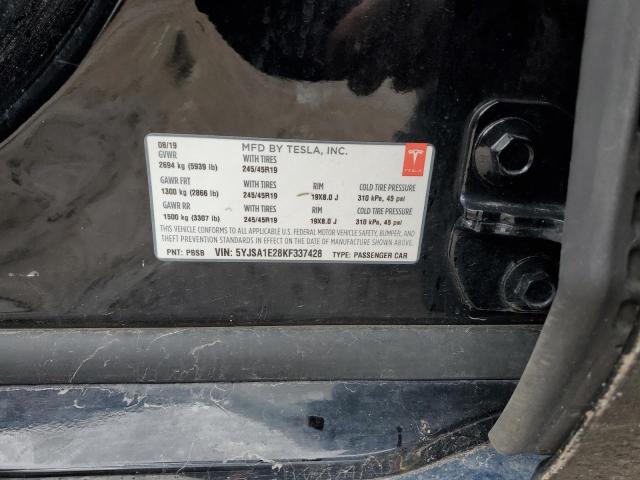 08/19 MFD BY TESLA, INC.
GVWR WITH TIRES
2694 kg (5939 lb) 245/45R19
TESLA
GAWR FRT WITH TIRES RIM COLD TIRE PRESSURE
1300 kg (2866 lb) 245/45R19 19X8.0 J 310 kPa, 45 psi
GAWR RR WITH TIRES RIM COLD TIRE PRESSURE
1500 kg (3307 lb) 245/45R19 19X8.0 J 310 kPa, 45 psi
THIS VEHICLE CONFORMS TO ALL APPLICABLE U.S. FEDERAL MOTOR VEHICLE SAFETY, BUMPER, AND
THEFT PREVENTION STANDARDS IN EFFECT ON THE DATE OF MANUFACTURE SHOWN ABOVE.
PNT: PBSB VIN: 5YJSA1E28KF337428 TYPE: PASSENGER CAR